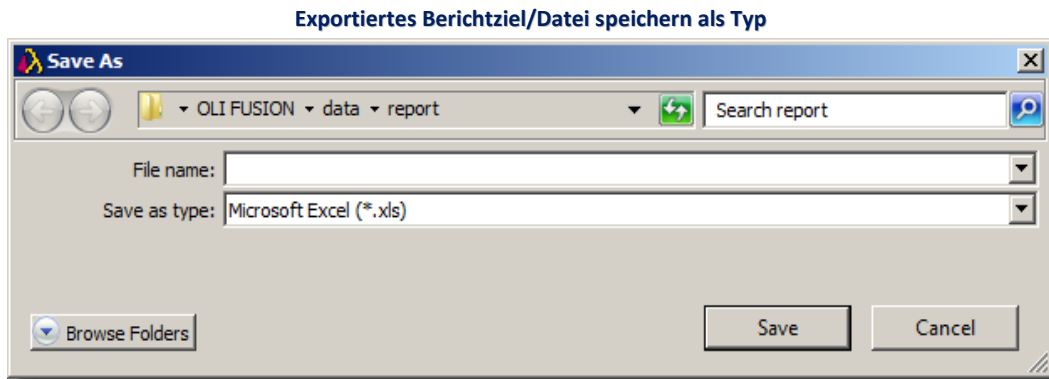 Exportiertes Berichtziel/Datei speichern als Typ
Save As
OLI FUSION data report Search report
File name:
Save as type: Microsoft Excel (*.xls)
Browse Folders Save Cancel